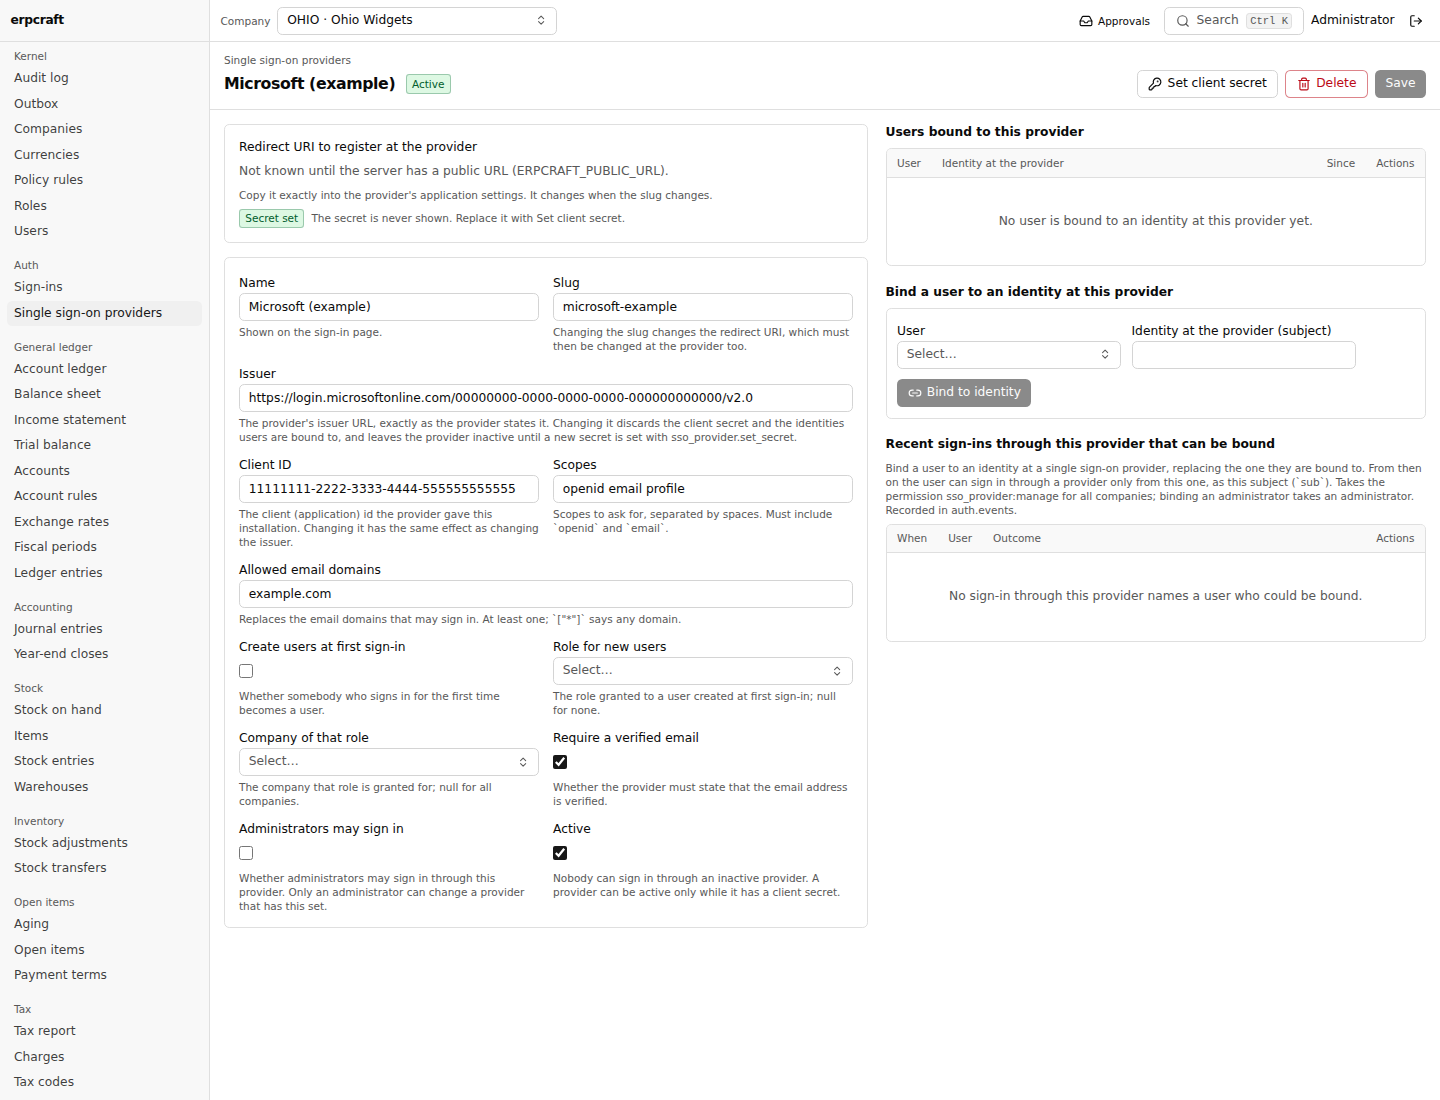 erpcraft
Company
OHIO · Ohio Widgets
Approvals
Search Ctrl K
Administrator
Kernel
Audit log
Outbox
Companies
Currencies
Policy rules
Roles
Users
Auth
Sign-ins
Single sign-on providers
General ledger
Account ledger
Balance sheet
Income statement
Trial balance
Accounts
Account rules
Exchange rates
Fiscal periods
Ledger entries
Accounting
Journal entries
Year-end closes
Stock
Stock on hand
Items
Stock entries
Warehouses
Inventory
Stock adjustments
Stock transfers
Open items
Aging
Open items
Payment terms
Tax
Tax report
Charges
Tax codes
Single sign-on providers
Microsoft (example) Active
Set client secret
Delete
Save
Redirect URI to register at the provider
Not known until the server has a public URL (ERPCRAFT_PUBLIC_URL).
Copy it exactly into the provider's application settings. It changes when the slug changes.
Secret set The secret is never shown. Replace it with Set client secret.
Name
Microsoft (example)
Shown on the sign-in page.
Slug
microsoft-example
Changing the slug changes the redirect URI, which must
then be changed at the provider too.
Issuer
https://login.microsoftonline.com/00000000-0000-0000-0000-000000000000/v2.0
The provider's issuer URL, exactly as the provider states it. Changing it discards the client secret and the identities
users are bound to, and leaves the provider inactive until a new secret is set with sso_provider.set_secret.
Client ID
11111111-2222-3333-4444-555555555555
The client (application) id the provider gave this
installation. Changing it has the same effect as changing
the issuer.
Scopes
openid email profile
Scopes to ask for, separated by spaces. Must include
`openid` and `email`.
Allowed email domains
example.com
Replaces the email domains that may sign in. At least one; `["*"]` says any domain.
Create users at first sign-in
Whether somebody who signs in for the first time
becomes a user.
Role for new users
Select...
The role granted to a user created at first sign-in; null
for none.
Company of that role
Select...
The company that role is granted for; null for all
companies.
Require a verified email
Whether the provider must state that the email address
is verified.
Administrators may sign in
Whether administrators may sign in through this
provider. Only an administrator can change a provider
that has this set.
Active
Nobody can sign in through an inactive provider. A
provider can be active only while it has a client secret.
Users bound to this provider
User Identity at the provider Since Actions
No user is bound to an identity at this provider yet.
Bind a user to an identity at this provider
User
Select...
Identity at the provider (subject)
Bind to identity
Recent sign-ins through this provider that can be bound
Bind a user to an identity at a single sign-on provider, replacing the one they are bound to. From then
on the user can sign in through a provider only from this one, as this subject (`sub`). Takes the
permission sso_provider:manage for all companies; binding an administrator takes an administrator.
Recorded in auth.events.
When User Outcome Actions
No sign-in through this provider names a user who could be bound.